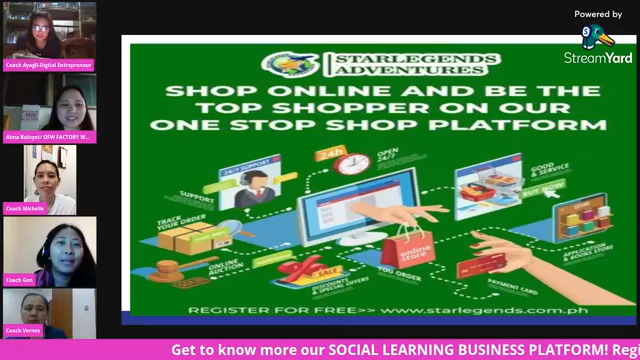 Powered by
StreamYard
Coach Ayagil-Digital Entrepreneur
Alma Baluyot/ OFW FACTORY W...
Coach Michelle
Coach Gen
Coach Vernes
STARLEGENDS
ADVENTURES
SHOP ONLINE AND BE THE
TOP SHOPPER ON OUR
ONE STOP SHOP PLATFORM
24/7 SUPPORT
SUPPORT
24h
OPEN
24/7
GOOD
& SERVICE
BUY NOW
TRACK
YOUR ORDER
ONLINE
AUCTION
SALE
DISCOUNTS
& SPECIAL OFFERS
online
store
YOU ORDER
PAYMENT CARD
APPLICATION
& BOOKS STORE
REGISTER FOR FREE>> www.starlegends.com.ph
Get to know more our SOCIAL LEARNING BUSINESS PLATFORM! Regi